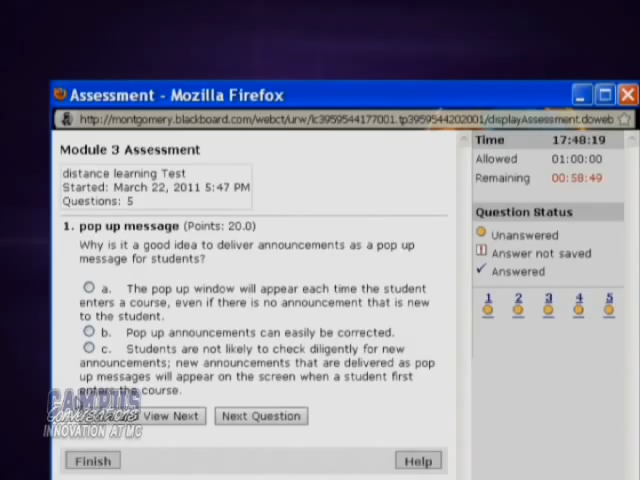 Assessment - Mozilla Firefox
http://montgomery.blackboard.com/webct/urw/lc3959544177001.tp3959544202001/displayAssessment.doweb
Module 3 Assessment
distance learning Test
Started: March 22, 2011 5:47 PM
Questions: 5
1. pop up message (Points: 20.0)
Why is it a good idea to deliver announcements as a pop up
message for students?
a. The pop up window will appear each time the student
enters a course, even if there is no announcement that is new
to the student.
b. Pop up announcements can easily be corrected.
c. Students are not likely to check diligently for new
announcements; new announcements that are delivered as pop
up messages will appear on the screen when a student first
enters the course.
View Next
Next Question
Finish
Help
Time 17:48:19
Allowed 01:00:00
Remaining 00:58:49
Question Status
Unanswered
Answer not saved
Answered
1 2 3 4 5
CAMPUS
Conversations
INNOVATION AT MC